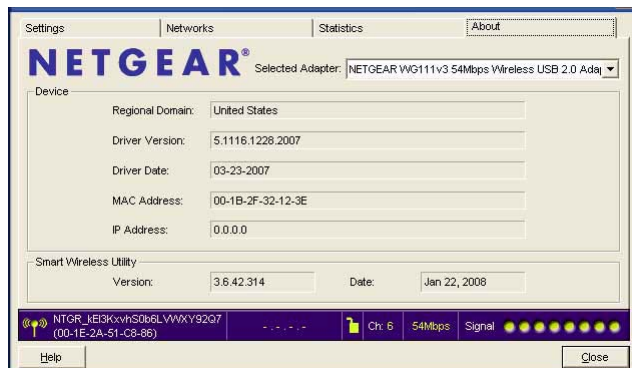 Settings Networks Statistics About
NETGEAR® Selected Adapter: NETGEAR WG111v3 54Mbps Wireless USB 2.0 Adap
Device
Regional Domain: United States
Driver Version: 5.1116.1228.2007
Driver Date: 03-23-2007
MAC Address: 00-1B-2F-32-12-3E
IP Address: 0.0.0.0
Smart Wireless Utility
Version: 3.6.42.314 Date: Jan 22, 2008
NTGR_kEl3KxvhS0b6LVWXY92Q7
(00-1E-2A-51-C8-86) -.-.-.- Ch: 6 54Mbps Signal
Help Close